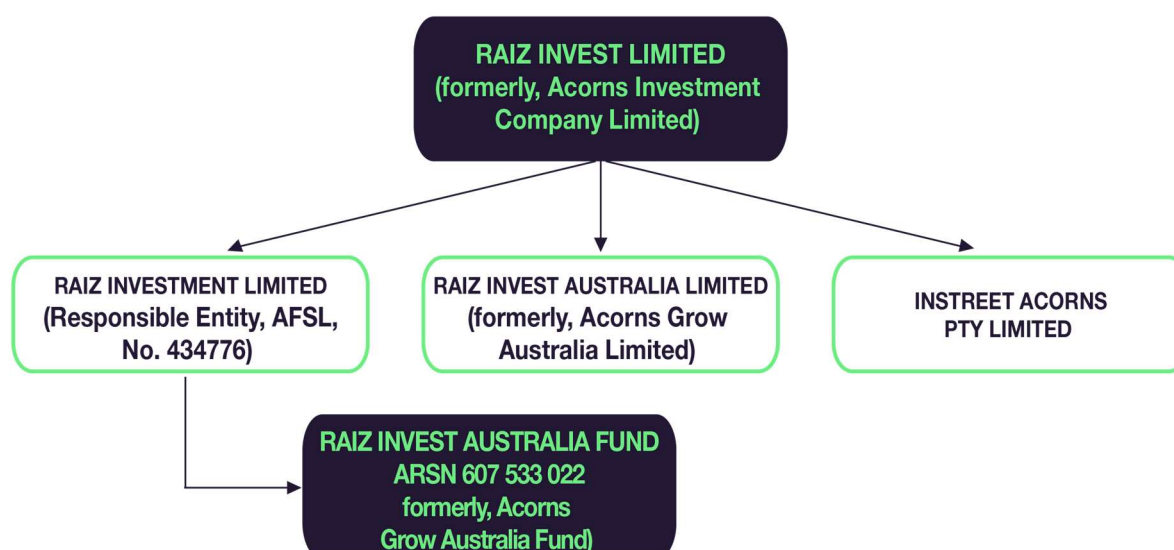 RAIZ INVEST LIMITED
(formerly, Acorns Investment
Company Limited)
RAIZ INVESTMENT LIMITED
(Responsible Entity, AFSL,
No. 434776)
RAIZ INVEST AUSTRALIA LIMITED
(formerly, Acorns Grow
Australia Limited)
INSTREET ACORNS
PTY LIMITED
RAIZ INVEST AUSTRALIA FUND
ARSN 607 533 022
formerly, Acorns
Grow Australia Fund)